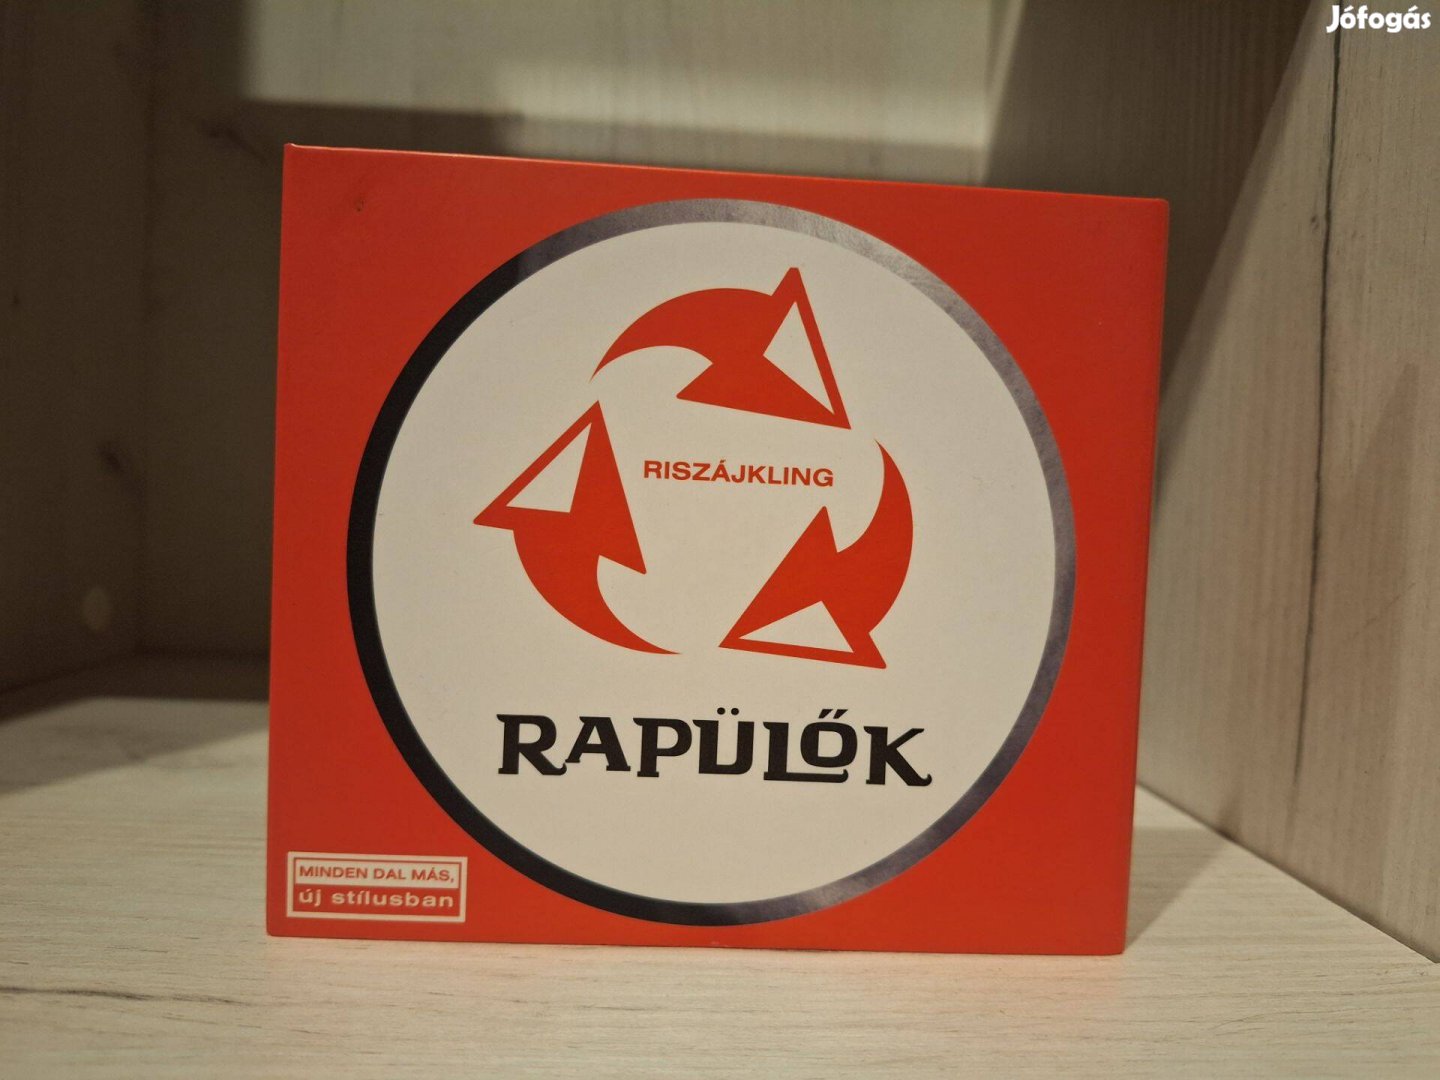 Jófogás
RISZÁJKLING
RAPÜLŐK
MINDEN DAL MÁS,
új stílusban